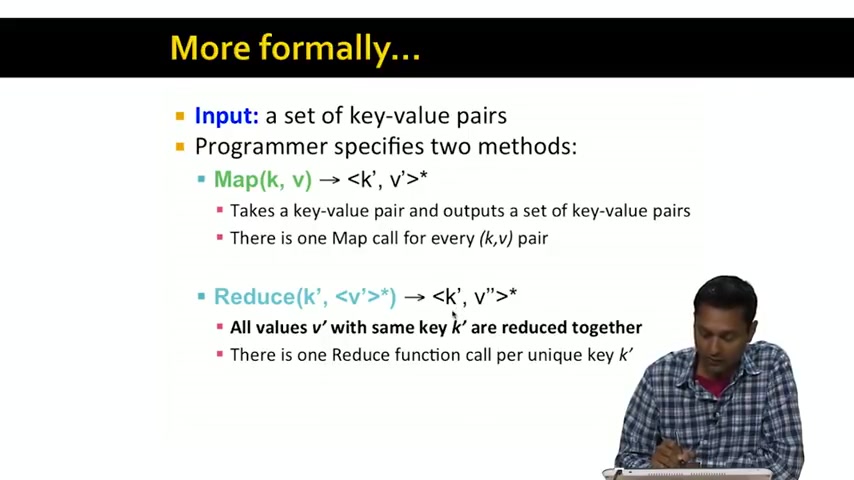 More formally...
Input: a set of key-value pairs
Programmer specifies two methods:
Map(k, v) → <k’, v’>*
Takes a key-value pair and outputs a set of key-value pairs
There is one Map call for every (k,v) pair
Reduce(k’, <v’>*) → <k’, v’’>*
All values v’ with same key k’ are reduced together
There is one Reduce function call per unique key k’